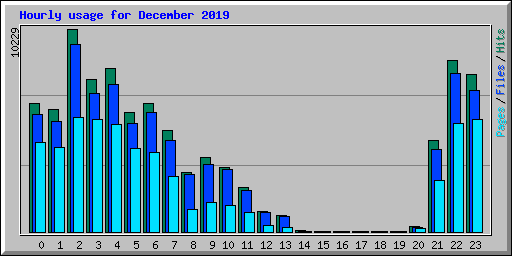 Hourly usage for December 2019
10229
Pages / Files / Hits
0 1 2 3 4 5 6 7 8 9 10 11 12 13 14 15 16 17 18 19 20 21 22 23